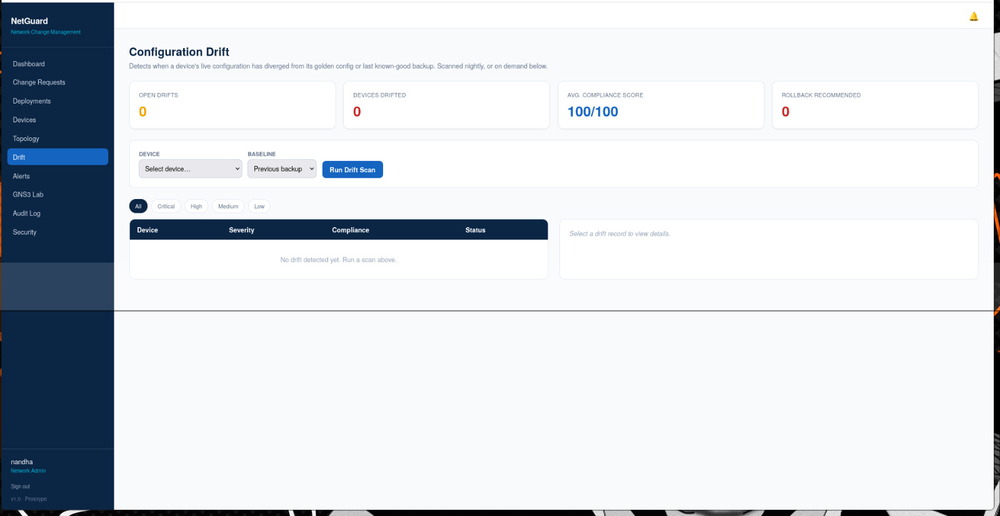 NetGuard
Network Change Management
Dashboard
Change Requests
Deployments
Devices
Topology
Drift
Alerts
GNS3 Lab
Audit Log
Security
nandha
Network Admin
Sign out
v1.0 - Prototype
Configuration Drift
Detects when a device's live configuration has diverged from its golden config or last known-good backup. Scanned nightly, or on demand below.
OPEN DRIFTS
0
DEVICES DRIFTED
0
AVG. COMPLIANCE SCORE
100/100
ROLLBACK RECOMMENDED
0
DEVICE
Select device...
BASELINE
Previous backup
Run Drift Scan
All Critical High Medium Low
Device Severity Compliance Status
No drift detected yet. Run a scan above.
Select a drift record to view details.